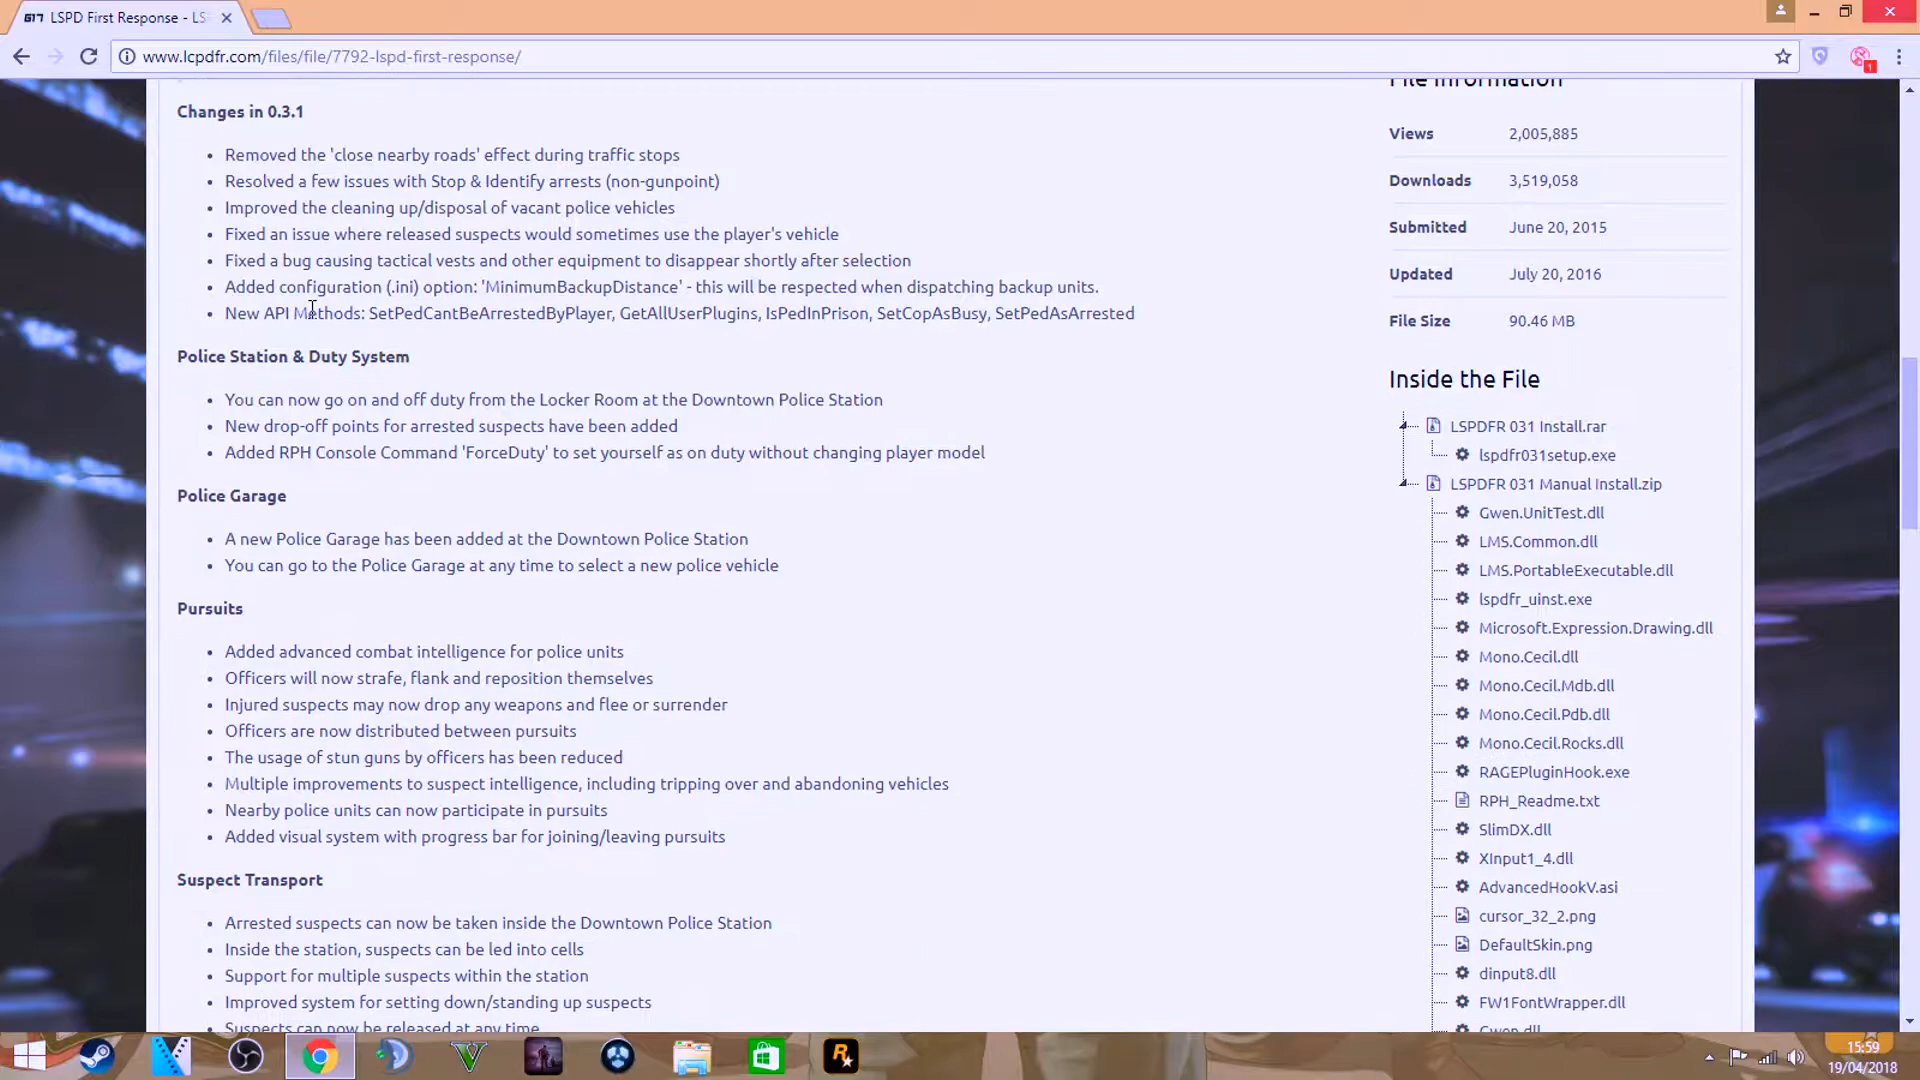 LSPD First Response - LS
www.lcpdfr.com/files/file/7792-lspd-first-response/
1
Changes in 0.3.1
Removed the 'close nearby roads' effect during traffic stops
Resolved a few issues with Stop & Identify arrests (non-gunpoint)
Improved the cleaning up/disposal of vacant police vehicles
Fixed an issue where released suspects would sometimes use the player's vehicle
Fixed a bug causing tactical vests and other equipment to disappear shortly after selection
Added configuration (.ini) option: 'MinimumBackupDistance' - this will be respected when dispatching backup units.
New API Methods: SetPedCantBeArrestedByPlayer, GetAllUserPlugins, IsPedInPrison, SetCopAsBusy, SetPedAsArrested
Police Station & Duty System
You can now go on and off duty from the Locker Room at the Downtown Police Station
New drop-off points for arrested suspects have been added
Added RPH Console Command 'ForceDuty' to set yourself as on duty without changing player model
Police Garage
A new Police Garage has been added at the Downtown Police Station
You can go to the Police Garage at any time to select a new police vehicle
Pursuits
Added advanced combat intelligence for police units
Officers will now strafe, flank and reposition themselves
Injured suspects may now drop any weapons and flee or surrender
Officers are now distributed between pursuits
The usage of stun guns by officers has been reduced
Multiple improvements to suspect intelligence, including tripping over and abandoning vehicles
Nearby police units can now participate in pursuits
Added visual system with progress bar for joining/leaving pursuits
Suspect Transport
Arrested suspects can now be taken inside the Downtown Police Station
Inside the station, suspects can be led into cells
Support for multiple suspects within the station
Improved system for setting down/standing up suspects
Suspects can now be released at any time
File Information
Views 2,005,885
Downloads 3,519,058
Submitted June 20, 2015
Updated July 20, 2016
File Size 90.46 MB
Inside the File
LSPDFR 031 Install.rar
lspdfr031setup.exe
LSPDFR 031 Manual Install.zip
Gwen.UnitTest.dll
LMS.Common.dll
LMS.PortableExecutable.dll
lspdfr_uinst.exe
Microsoft.Expression.Drawing.dll
Mono.Cecil.dll
Mono.Cecil.Mdb.dll
Mono.Cecil.Pdb.dll
Mono.Cecil.Rocks.dll
RAGEPluginHook.exe
RPH_Readme.txt
SlimDX.dll
XInput1_4.dll
AdvancedHookV.asi
cursor_32_2.png
DefaultSkin.png
dinput8.dll
FW1FontWrapper.dll
Gwen.dll
15:59
19/04/2018